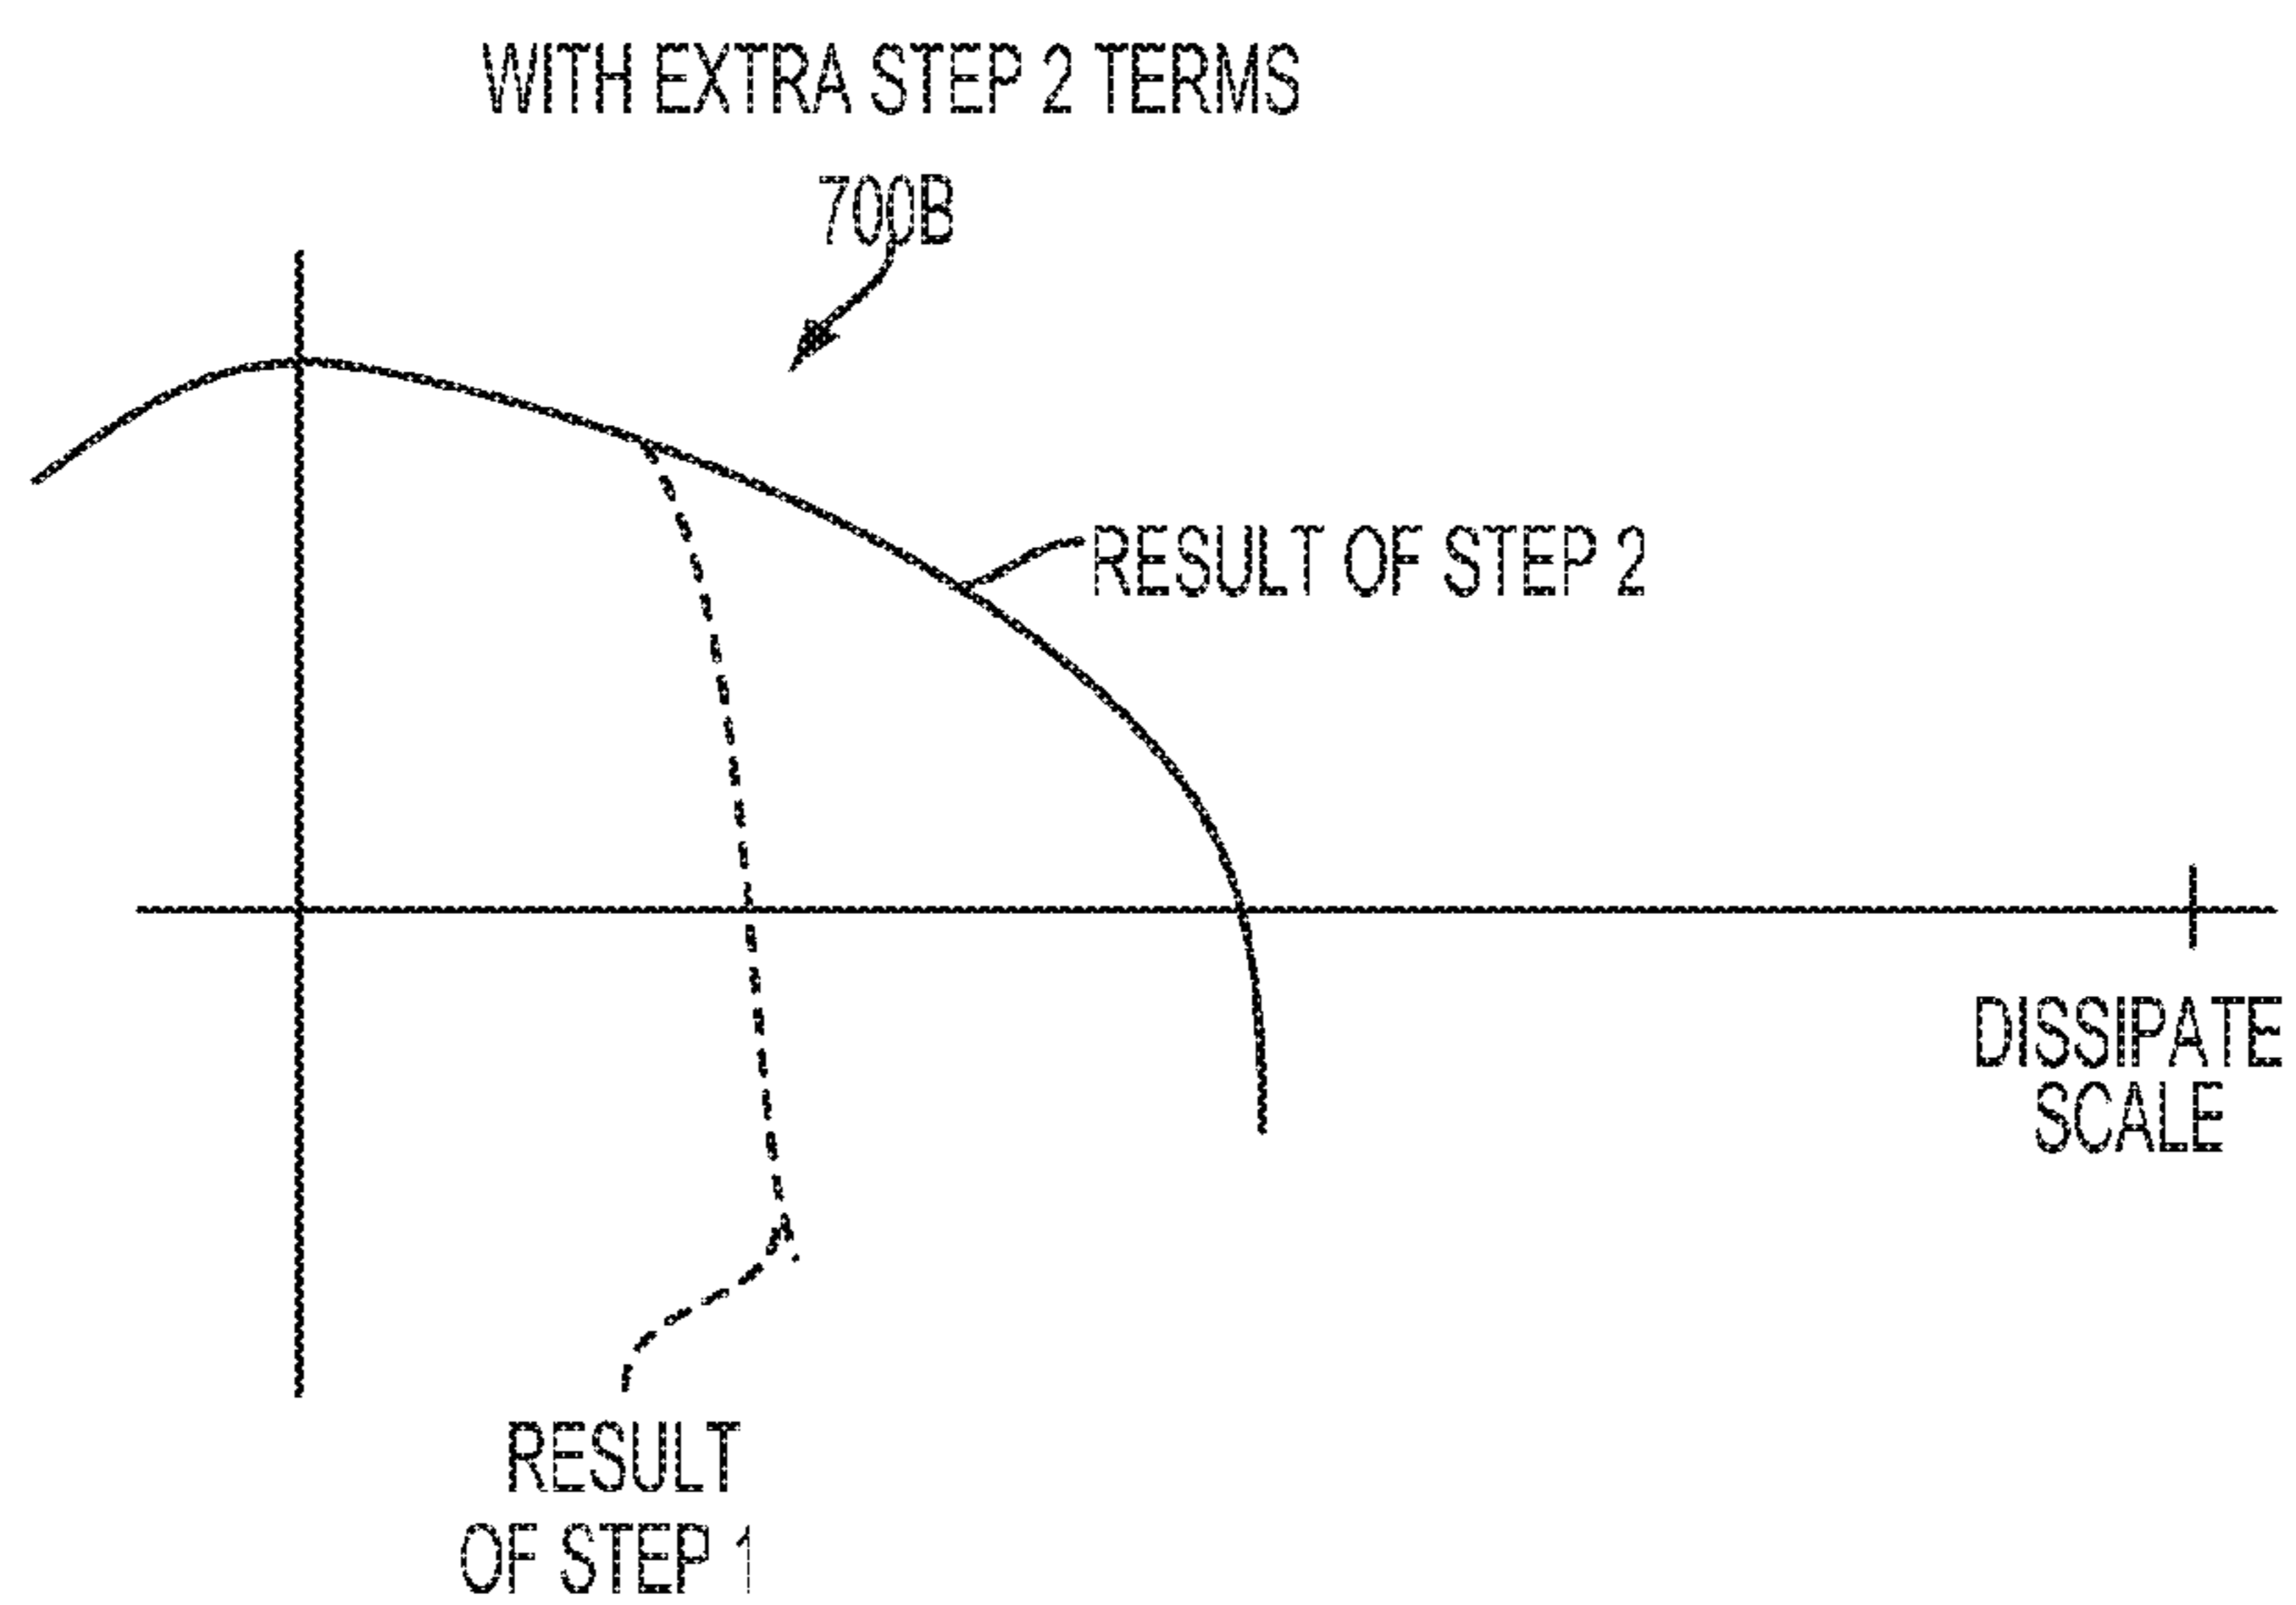 WITH EXTRA STEP 2 TERMS
700B
RESULT OF STEP 2
DISSIPATE
SCALE
RESULT
OF STEP 1